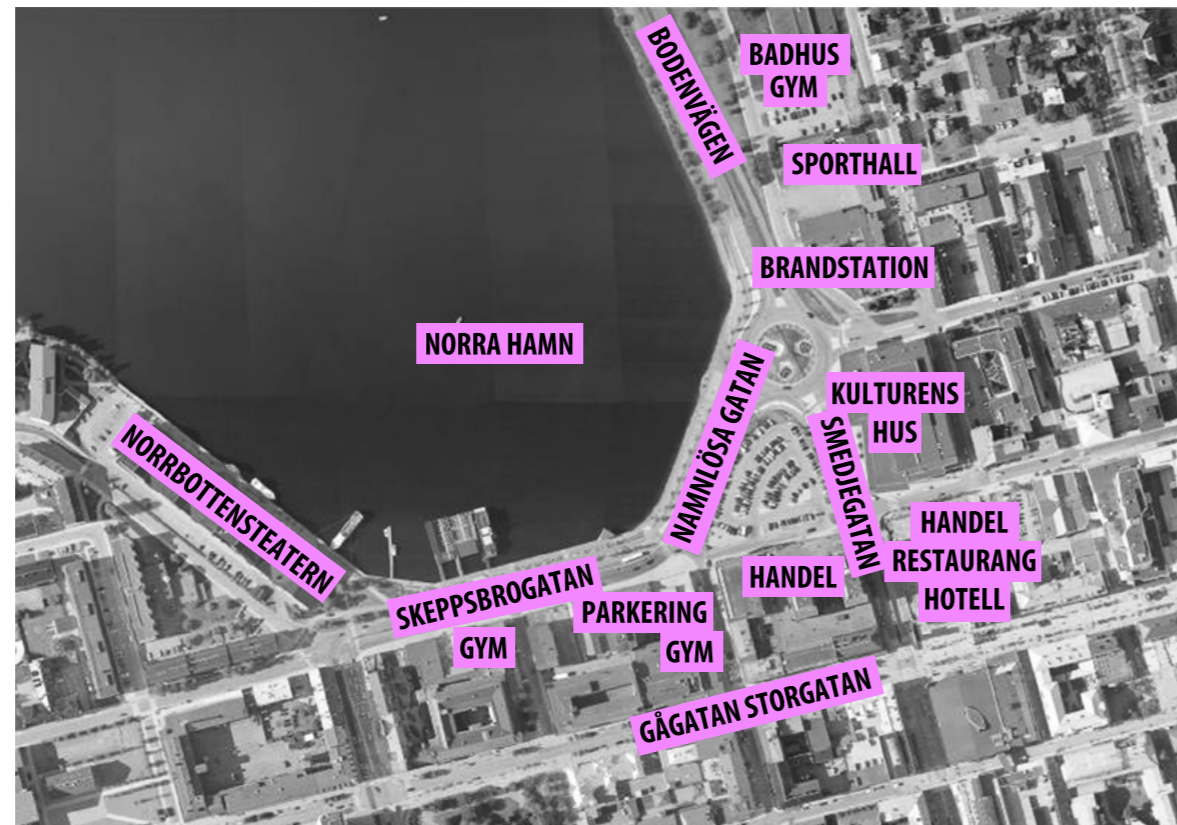 BODENVÄGEN
BADHUS
GYM
SPORTHALL
BRANDSTATION
NORRA HAMN
NAMNLÖSA GATAN
KULTURENS
HUS
SMEDJEGATAN
NORRBOTTENSTEATERN
HANDEL
RESTAURANG
HOTELL
HANDEL
SKEPPSBROGATAN
PARKERING
GYM
GYM
GÅGATAN STORGATAN